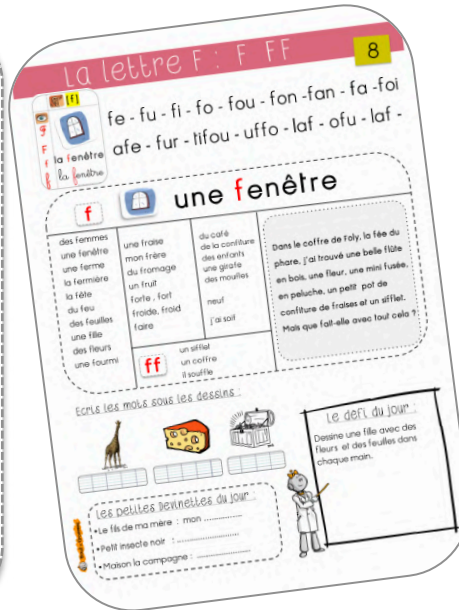 La lettre F : F FF
8
[f]
F
F
f
f
la fenêtre
la fenêtre
fe - fu - fi - fo - fou - fon -fan - fa -foi
afe - fur - tifou - uffo - laf - ofu - laf -
f
une fenêtre
des femmes
une fenêtre
une ferme
la fermière
la fête
du feu
des feuilles
une fille
des fleurs
une fourmi
une fraise
mon frère
du fromage
un fruit
forte , fort
froide, froid
faire
du café
de la confiture
des enfants
une girafe
des moufles
neuf
j'ai soif
ff
un sifflet
un coffre
il souffle
Dans le coffre de Foly, la fée du
phare, j'ai trouvé une belle flûte
en bois, une fleur, une mini fusée,
en peluche, un petit pot de
confiture de fraises et un sifflet.
Mais que fait-elle avec tout cela ?
Ecris les mots sous les dessins :
Les petites devinettes du jour :
•Le fils de ma mère : mon ................
•Petit insecte noir : ..........................
•Maison la campagne : ......................
Le défi du jour :
Dessine une fille avec des
fleurs et des feuilles dans
chaque main.